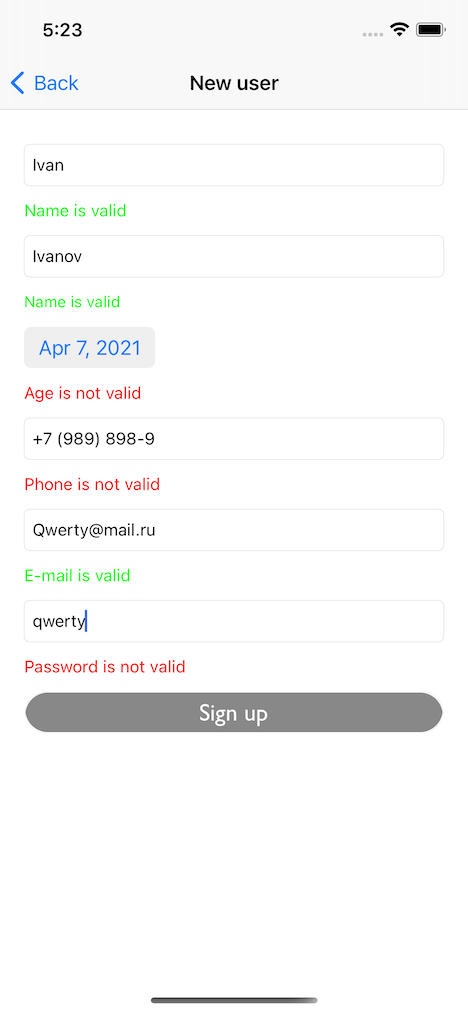 5:23
Back
New user
Ivan
Name is valid
Ivanov
Name is valid
Apr 7, 2021
Age is not valid
+7 (989) 898-9
Phone is not valid
Qwerty@mail.ru
E-mail is valid
qwerty
Password is not valid
Sign up